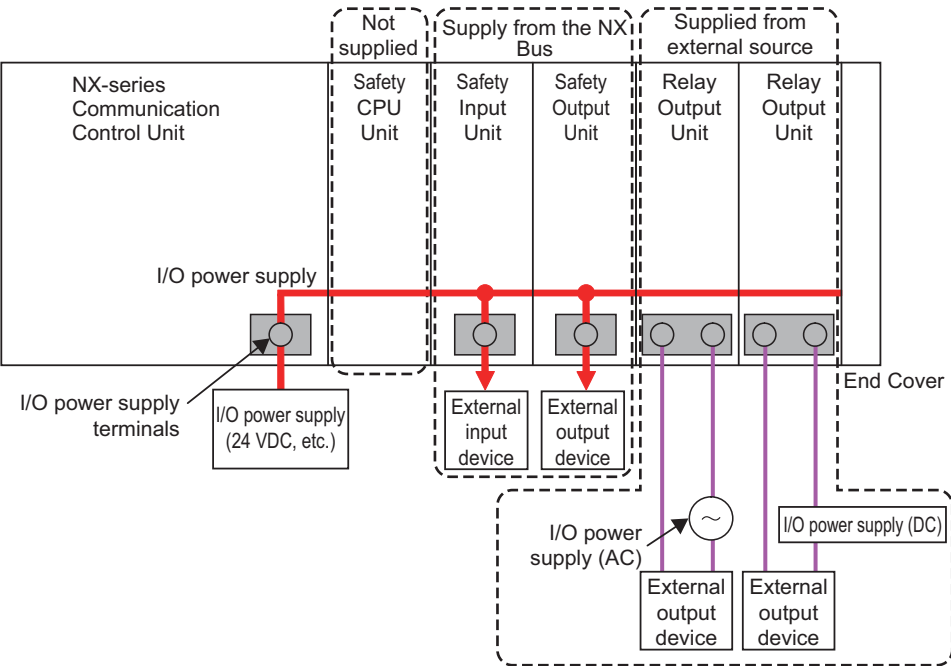 Not
supplied
Supply from the NX
Bus
Supplied from
external source
NX-series
Communication
Control Unit
Safety
CPU
Unit
Safety
Input
Unit
Safety
Output
Unit
Relay
Output
Unit
Relay
Output
Unit
I/O power supply
End Cover
I/O power supply
terminals
I/O power supply
(24 VDC, etc.)
External
input
device
External
output
device
I/O power
supply (AC)
I/O power supply (DC)
External
output
device
External
output
device